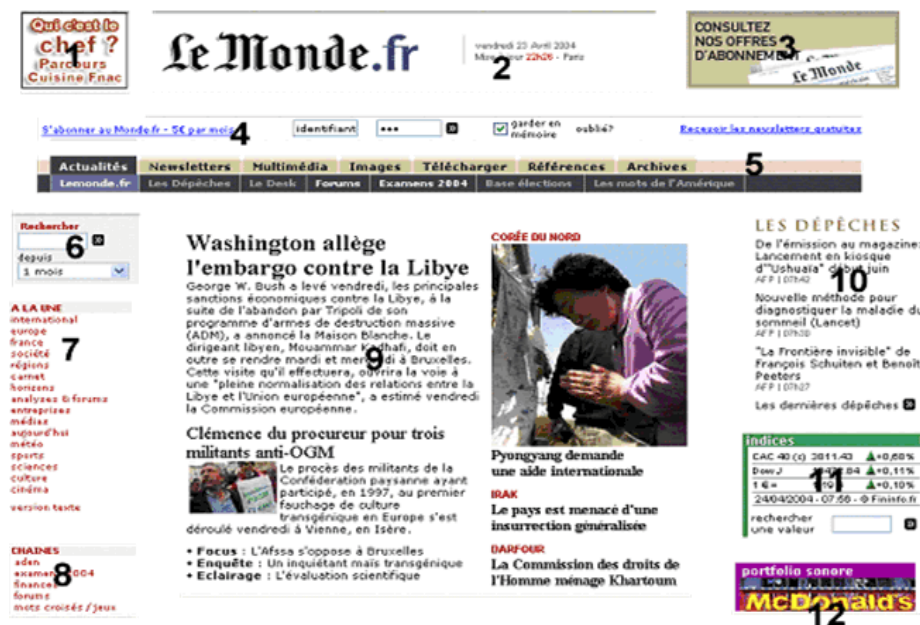 Qui c'est le
chef ?
1
Parcours
Cuisine Fnac
Le Monde.fr
vendredi 23 Avril 2004
Mis à jour 22h26 - Paris
2
CONSULTEZ
NOS OFFRES
D'ABONNEMENT
3
Le Monde
S'abonner au Monde.fr - 5€ par mois
4
identifiant
garder en
mémoire
oublié?
Recevoir les newsletters gratuites
Actualités Newsletters Multimédia Images Télécharger Références Archives
5
Lemonde.fr Les Dépêches Le Desk Forums Examens 2004 Base élections Les mots de l'Amérique
Rechercher
6
depuis
1 mois
A LA UNE
international
europe
france
7
société
régions
carnet
horizons
analyses & forums
entreprises
médias
aujourd'hui
météo
sports
sciences
culture
cinéma
version texte
CHAINES
aden
examens 2004
8
finances
forums
mots croisés / jeux
Washington allège
l'embargo contre la Libye
George W. Bush a levé vendredi, les principales
sanctions économiques contre la Libye, à la
suite de l'abandon par Tripoli de son
programme d'armes de destruction massive
(ADM), a annoncé la Maison Blanche. Le
dirigeant libyen, Mouammar Kadhafi, doit en
9
outre se rendre mardi et mercredi à Bruxelles.
Cette visite qu'il effectuera, ouvrira la voie à
une "pleine normalisation des relations entre la
Libye et l'Union européenne", a estimé vendredi
la Commission européenne.
Clémence du procureur pour trois
militants anti-OGM
Le procès des militants de la
Conféderation paysanne ayant
participé, en 1997, au premier
fauchage de culture
transgénique en Europe s'est
déroulé vendredi à Vienne, en Isère.
• Focus : L'Afssa s'oppose à Bruxelles
• Enquête : Un inquiétant maïs transgénique
• Eclairage : L'évaluation scientifique
CORÉE DU NORD
Pyongyang demande
une aide internationale
IRAK
Le pays est menacé d'une
insurrection généralisée
DARFOUR
La Commission des droits de
l'Homme ménage Khartoum
LES DÉPÊCHES
De l'émission au magazine:
Lancement en kiosque
d'"Ushuaïa" début juin
10
AFP | 07h43
Nouvelle méthode pour
diagnostiquer la maladie du
sommeil (Lancet)
AFP | 07h30
"La Frontière invisible" de
François Schuiten et Benoît
Peeters
AFP | 07h27
Les dernières dépêches
indices
CAC 40 (c) 3811.43 +0,68%
Dow J +0,11%
11
1 € = +0,10%
24/04/2004 - 07:56 - © Fininfo.fr
rechercher
une valeur
portfolio sonore
McDonald's
12